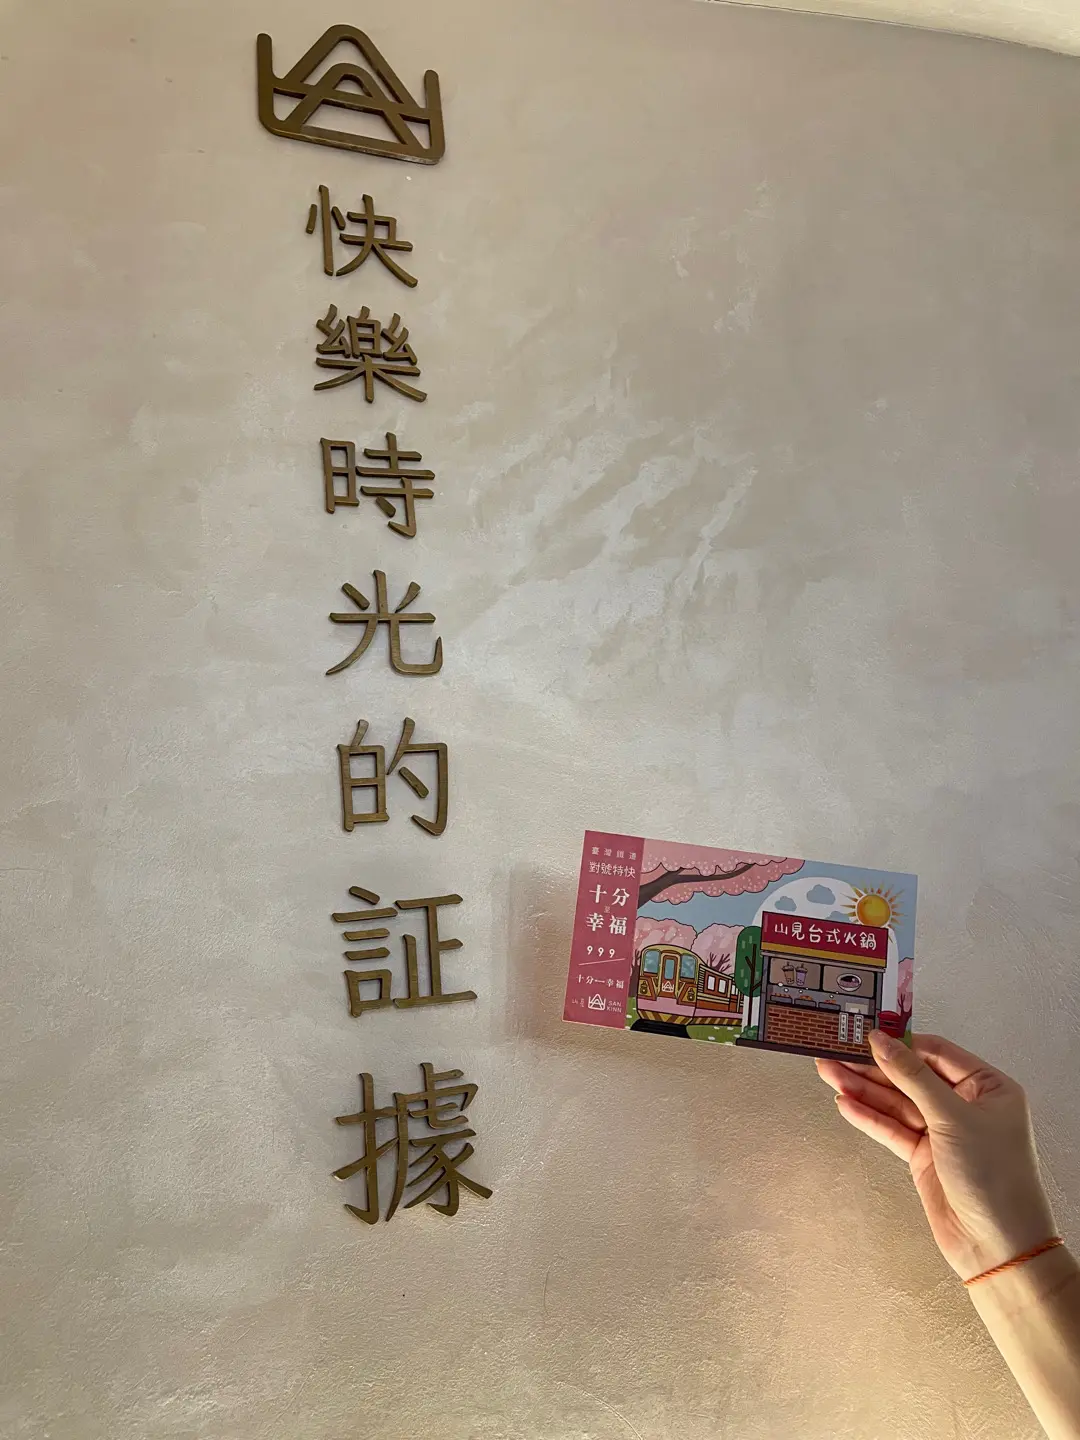 快樂時光的証據
臺灣鐵道
對號特快
十分
至
幸福
999
十分一幸福
SAN
KINN
山見台式火鍋